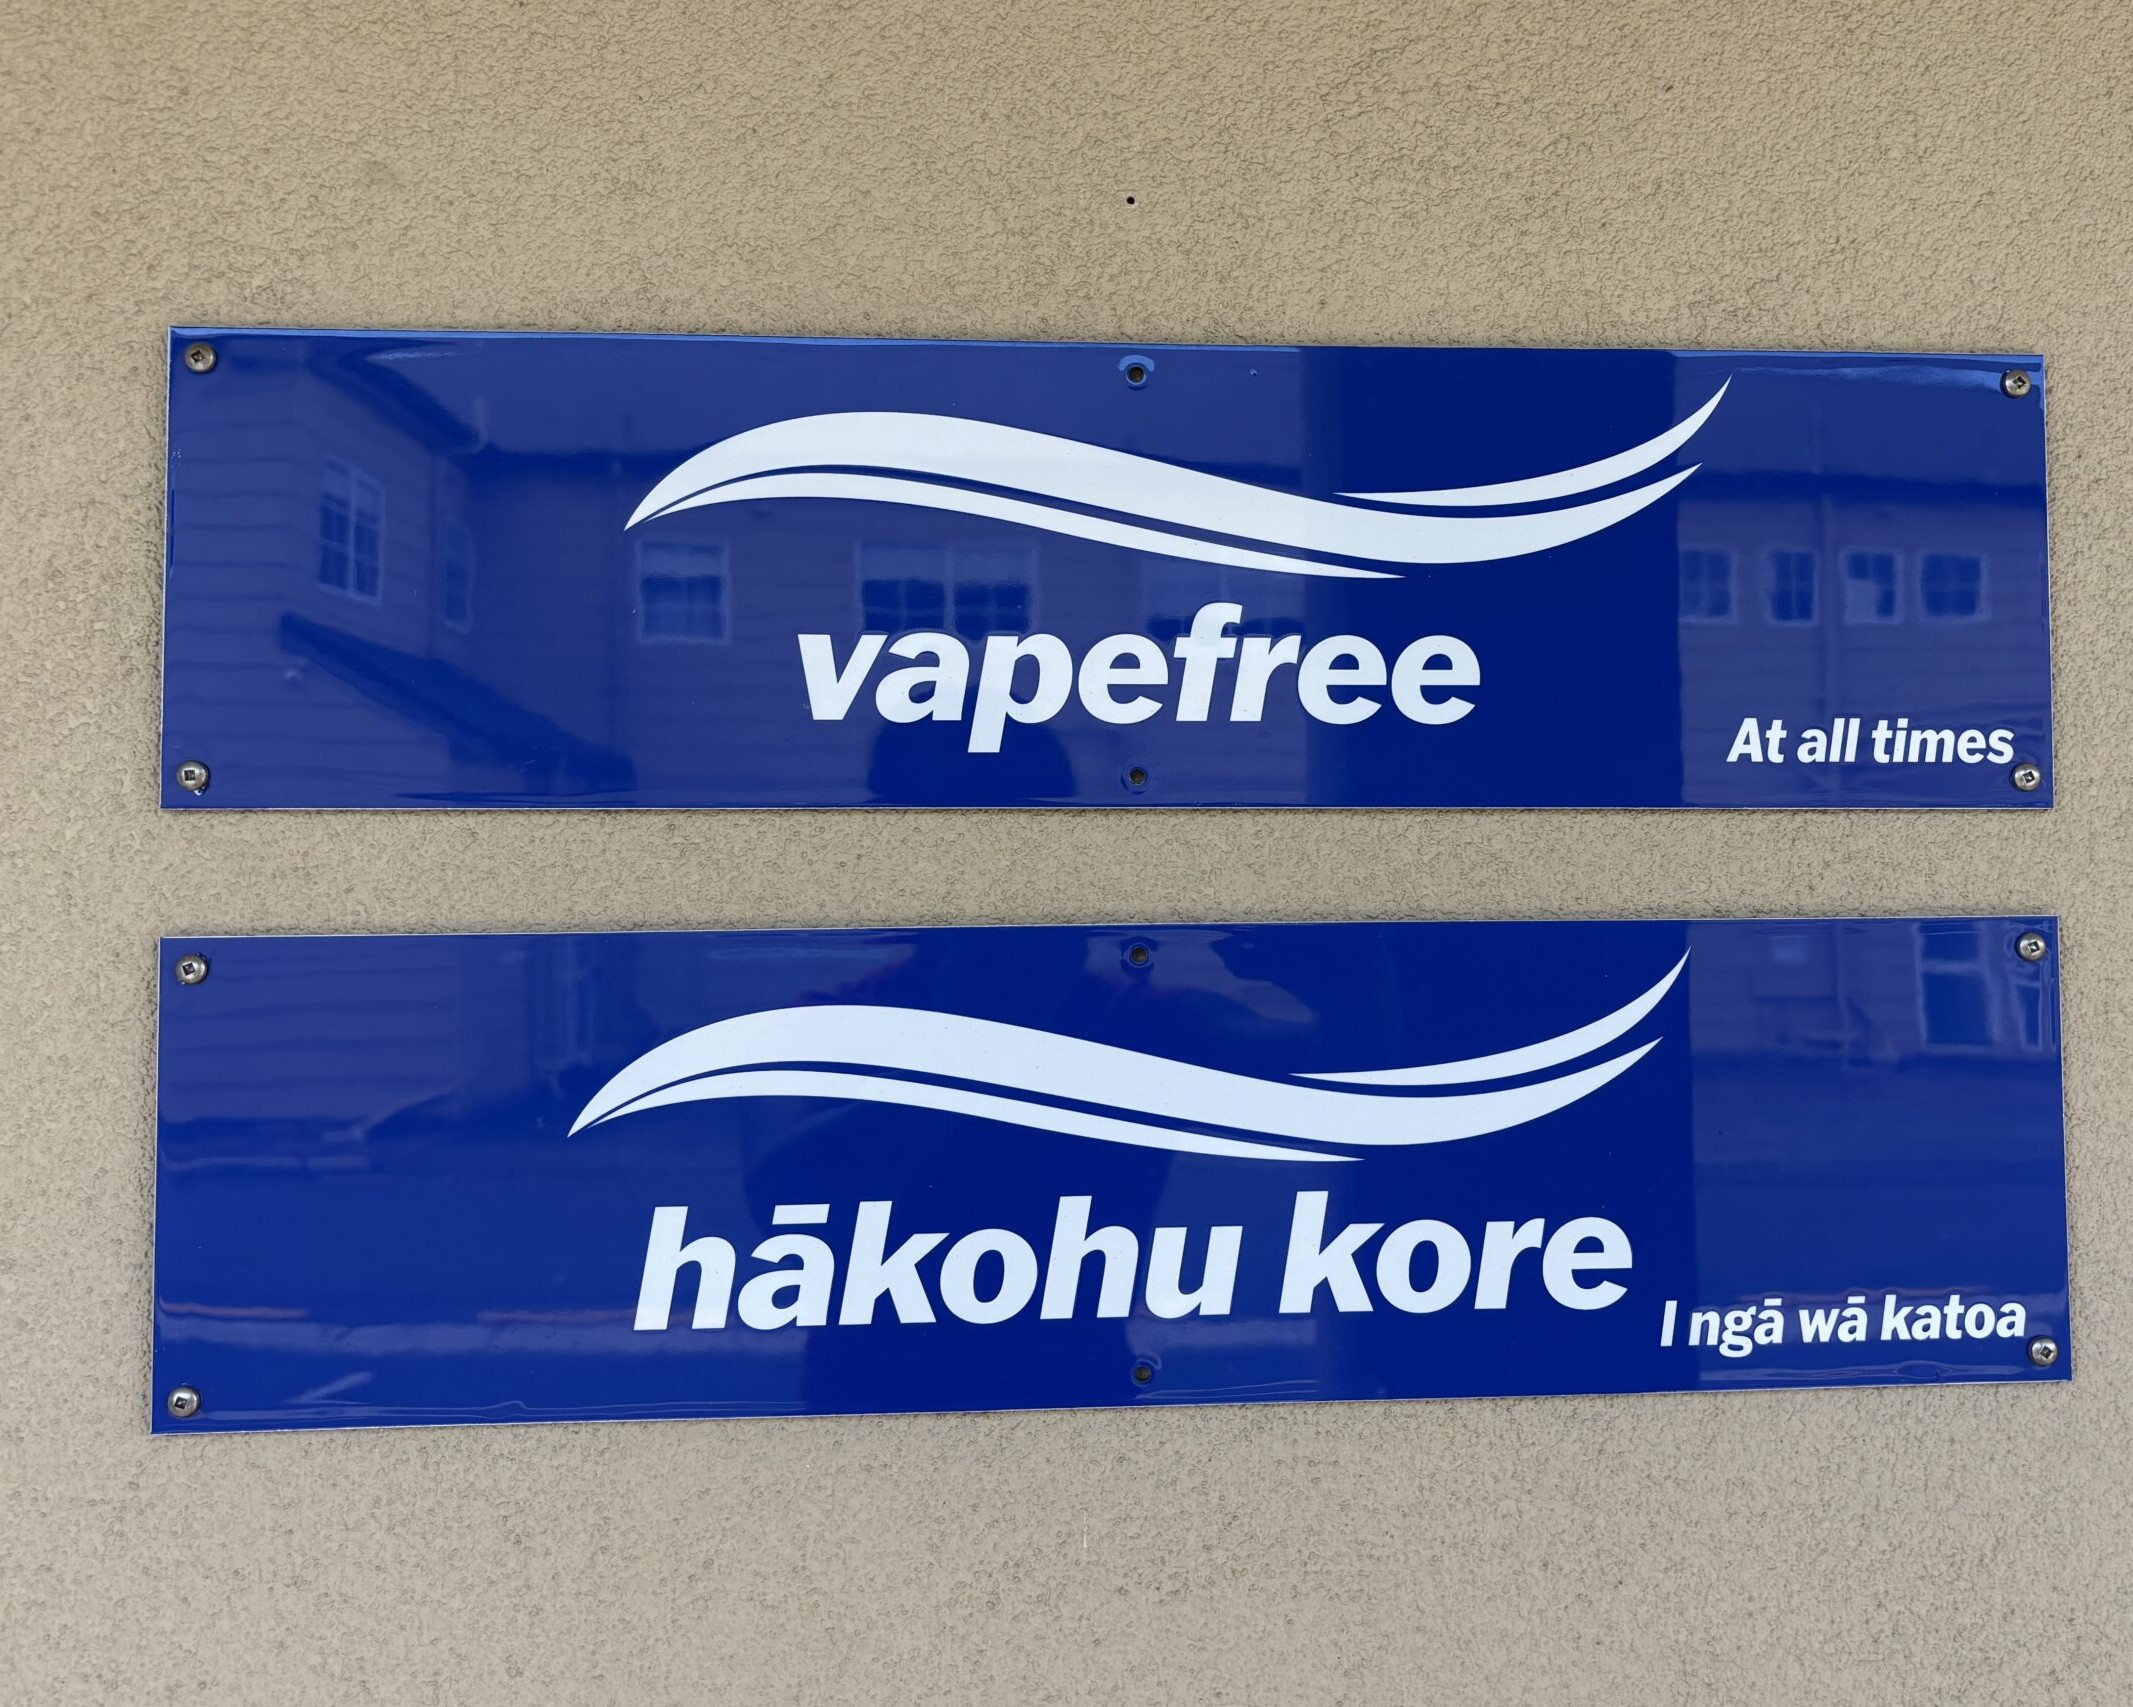 vapefree
At all times
hākohu kore
I ngā wā katoa